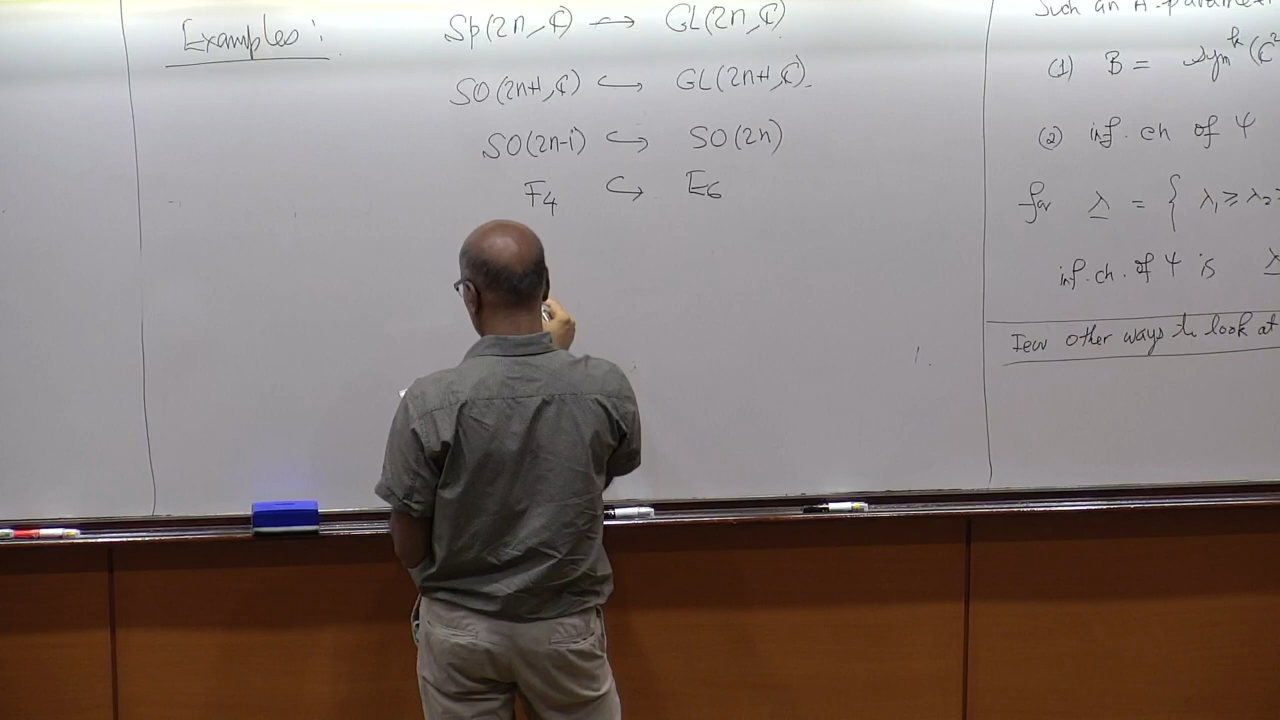 Examples :
Sp(2n, ℂ) ↪ GL(2n, ℂ)
SO(2n+1, ℂ) ↪ GL(2n+1, ℂ).
SO(2n-1) ↪ SO(2n)
F₄ ↪ E₆
Such an A-paramet
(1) B = Sym^k (ℂ²
(2) inf. ch of Ψ
for λ = { λ₁ ≥ λ₂ ≥
inf. ch. of Ψ is λ
Few other ways to look at